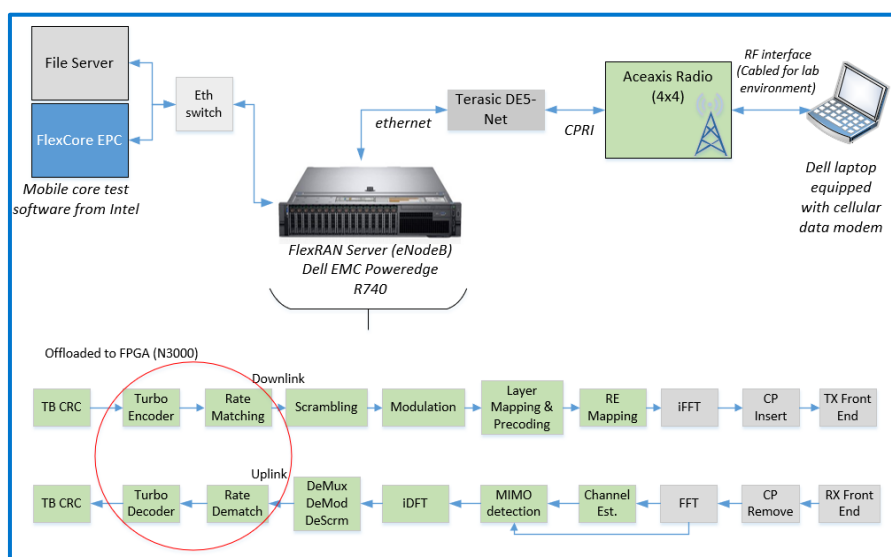 File Server
FlexCore EPC
Mobile core test
software from Intel
Eth
switch
ethernet
Terasic DE5-
Net
CPRI
Aceaxis Radio
(4x4)
RF interface
(Cabled for lab
environment)
Dell laptop
equipped
with cellular
data modem
FlexRAN Server (eNodeB)
Dell EMC Poweredge
R740
Offloaded to FPGA (N3000)
Downlink
TB CRC
Turbo
Encoder
Rate
Matching
Scrambling
Modulation
Layer
Mapping &
Precoding
RE
Mapping
iFFT
CP
Insert
TX Front
End
Uplink
TB CRC
Turbo
Decoder
Rate
Dematch
DeMux
DeMod
DeScrm
iDFT
MIMO
detection
Channel
Est.
FFT
CP
Remove
RX Front
End